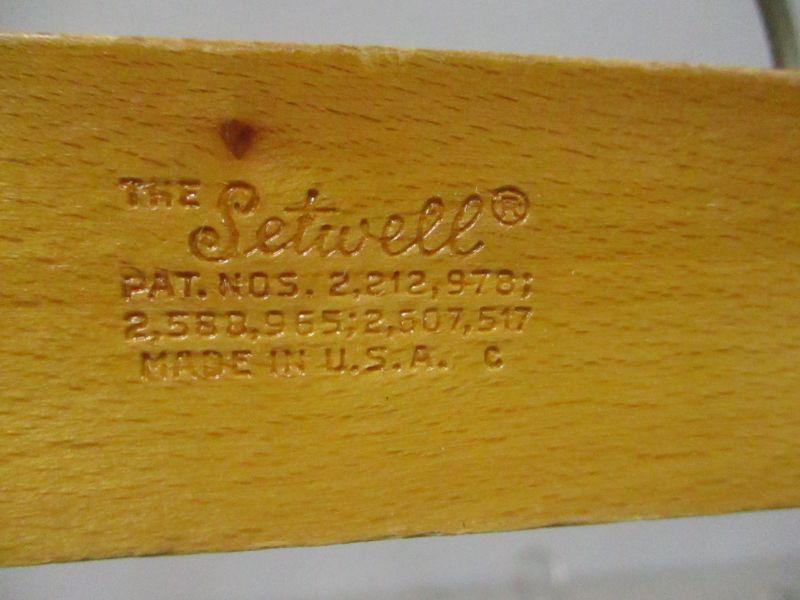 THE Setwell®
PAT. NOS. 2,212,978;
2,588,965; 2,607,517
MADE IN U.S.A. C